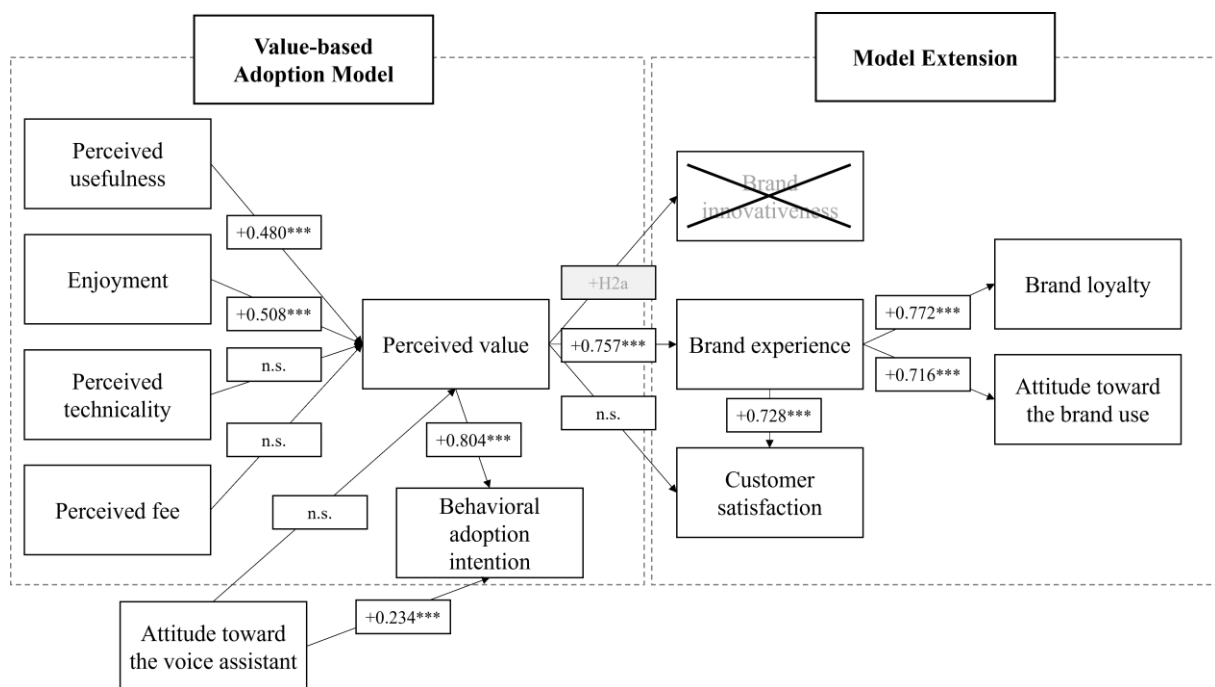 Value-based
Adoption Model
Model Extension
Perceived
usefulness
Brand
innovativeness
+0.480***
Enjoyment
+0.508***
+H2a
Brand loyalty
+0.772***
Perceived value
+0.757***
Brand experience
n.s.
Perceived
technicality
+0.716***
Attitude toward
the brand use
n.s.
n.s.
+0.728***
+0.804***
Perceived fee
n.s.
Behavioral
adoption
intention
Customer
satisfaction
+0.234***
Attitude toward
the voice assistant